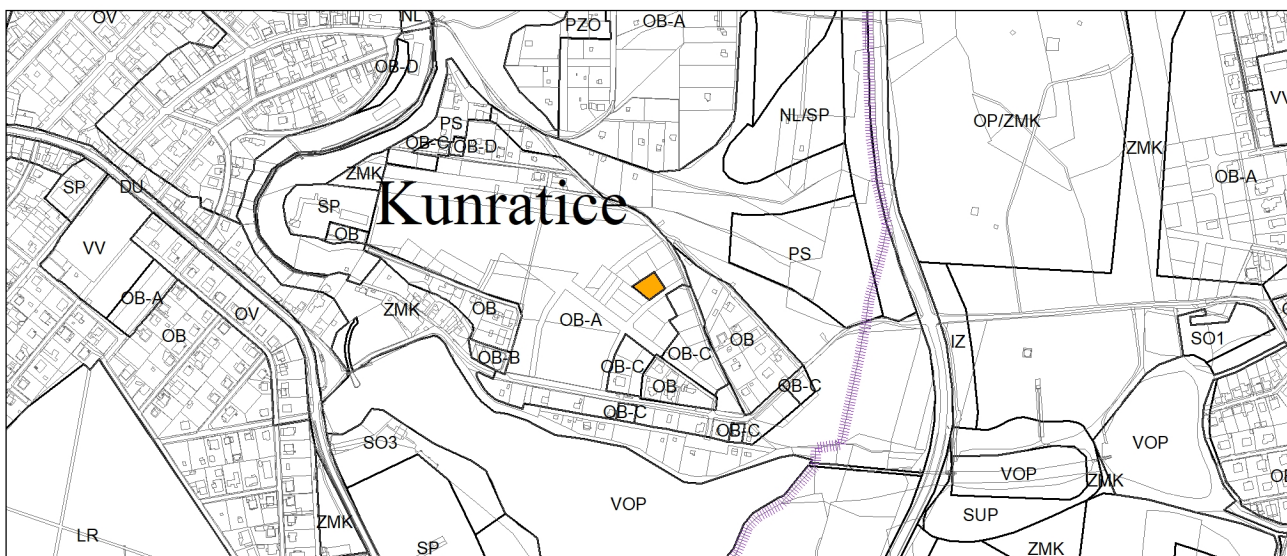 OV
NL
PZO
OB-A
OB-D
PS
NL/SP
OP/ZMK
VV
OB-C
OB-D
ZMK
OB-A
SP
DU
ZMK
Kunratice
SP
OB
VV
PS
OB-A
ZMK
OV
OB
OB
OB-A
OB-C
OB
IZ
SO1
OB-B
OB-C
OB
OB-C
OB-C
OB-C
SO3
VOP
VOP
VOP
ZMK
SUP
LR
ZMK
SP
ZMK